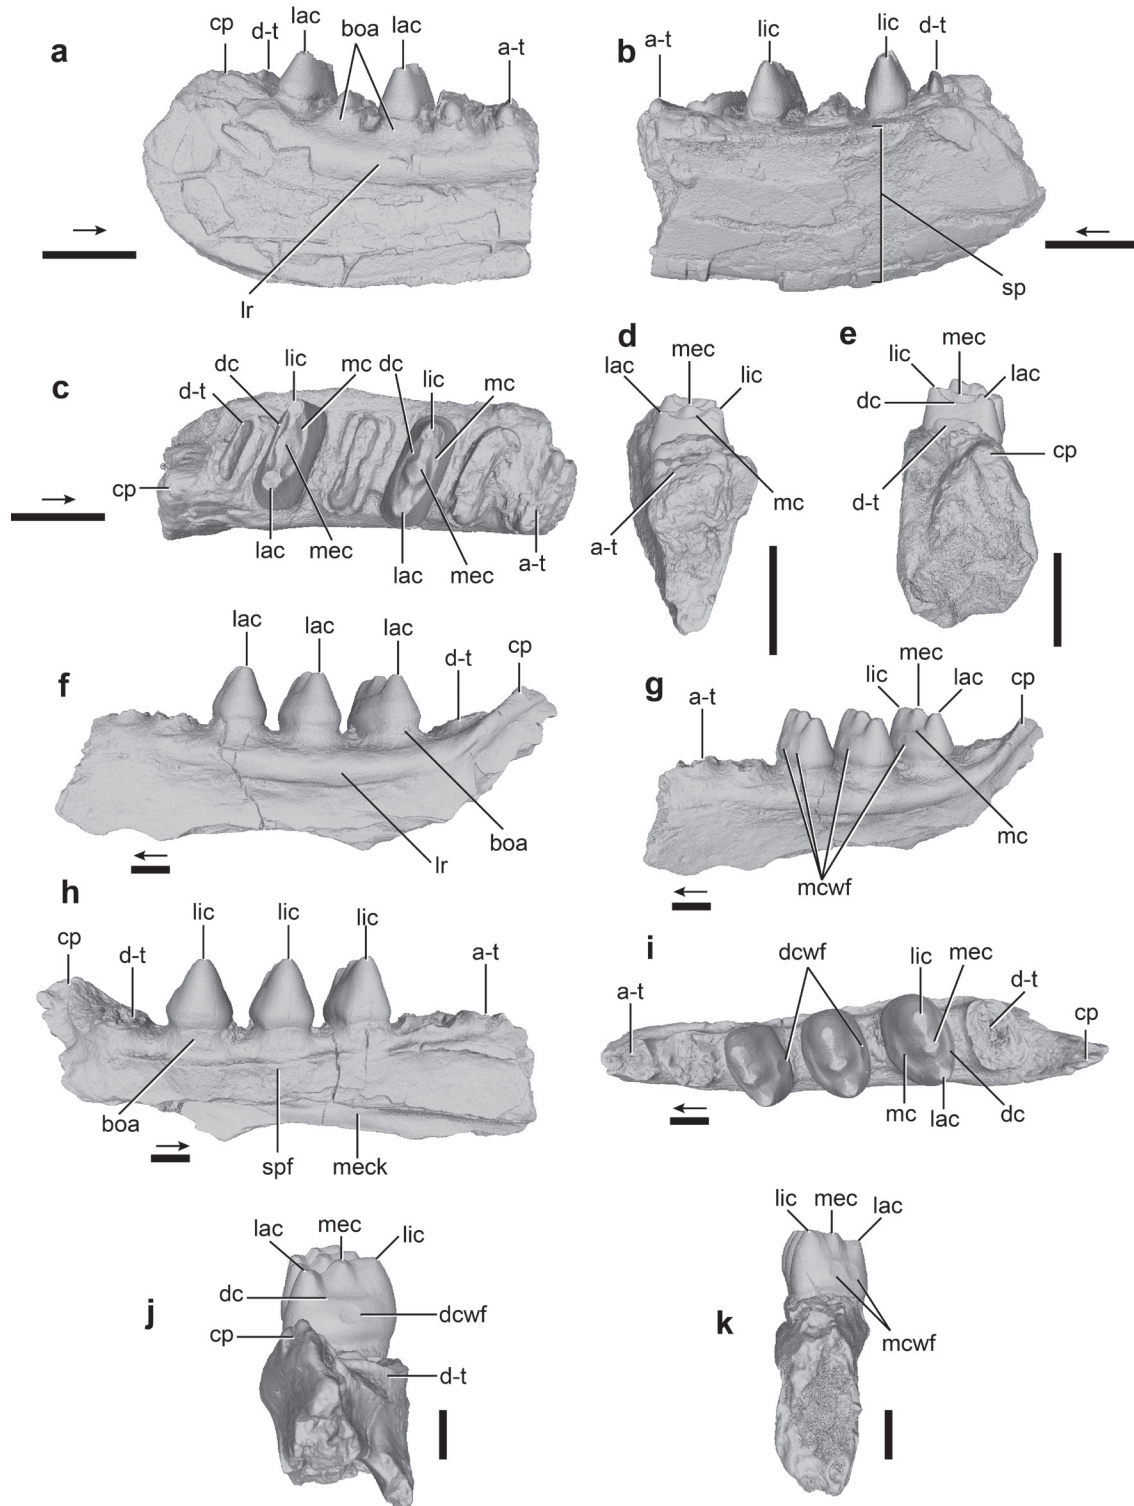 a
cp d-t lac boa lac a-t
lr
b
a-t lic lic d-t
sp
c
d-t dc lic mc dc lic mc
cp
lac mec lac mec a-t
d
lac mec lic
a-t mc
e
lic mec lac
dc
d-t cp
f
lac lac lac d-t cp
lr boa
g
a-t lic mec lac cp
mcwf mc
h
cp d-t lic lic lic a-t
boa spf meck
i
a-t dcwf lic mec d-t cp
mc lac dc
j
lac mec lic
dc dcwf
cp d-t
k
lic mec lac
mcwf